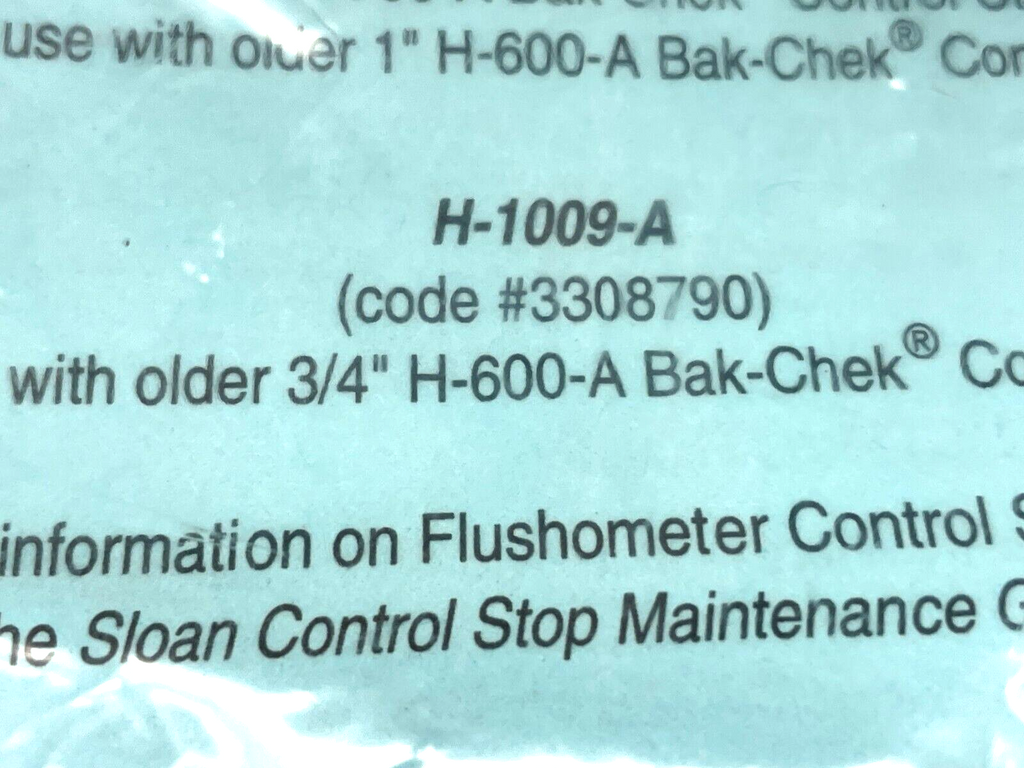 use with older 1" H-600-A Bak-Chek® Con
H-1009-A
(code #3308790)
with older 3/4" H-600-A Bak-Chek® Co
information on Flushometer Control S
he Sloan Control Stop Maintenance G